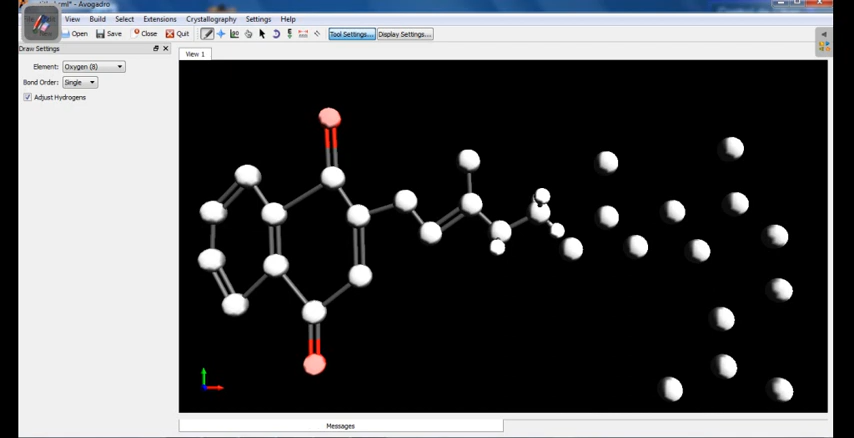 - Avogadro
View Build Select Extensions Crystallography Settings Help
Open Save Close Quit Tool Settings... Display Settings...
Draw Settings
View 1
Element: Oxygen (8)
Bond Order: Single
Adjust Hydrogens
E
Messages